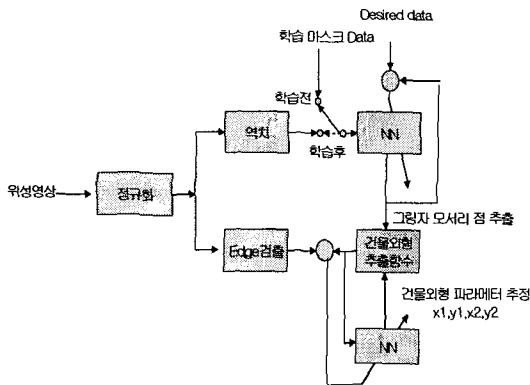 Desired data
학습 마스크 Data
학습전
역치
학습후
NN
위성영상
정규화
그림자 모서리 점 추출
Edge검출
건물외형
추출함수
건물외형 파라메터 추정
x1,y1,x2,y2
NN